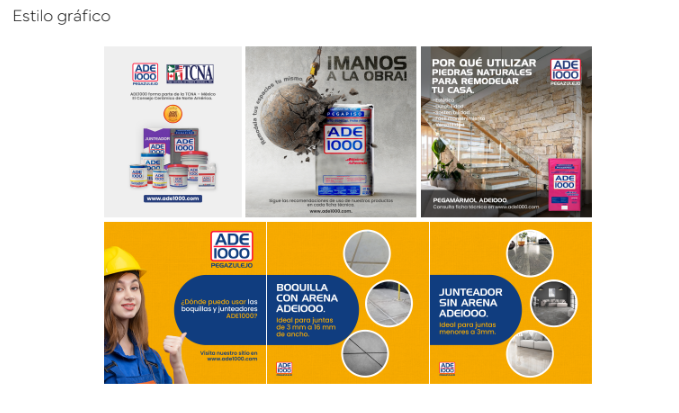 Estilo gráfico
ADE
1000
PEGAZULEJO
TCNA
ADE1000 forma parte de la TCNA - México
El Consejo Cerámico de Norte América.
ADE
1000
www.ade1000.com
¡MANOS
A LA OBRA!
Remodela tus espacios tu mismo
PEGAPISO
ADE
1000
Sigue las recomendaciones de uso de nuestros productos
en cada ficha técnica.
www.ade1000.com.
POR QUÉ UTILIZAR
PIEDRAS NATURALES
PARA REMODELAR
TU CASA.
ADE
1000
PEGAZULEJO
ADE
1000
PEGAMÁRMOL ADE1000.
Consulta ficha técnica en www.ade1000.com
ADE
1000
PEGAZULEJO
¿Dónde puedo usar las
boquillas y junteadores
ADE1000?
Visita nuestro sitio en
www.ade1000.com
BOQUILLA
CON ARENA
ADE1000.
Ideal para juntas
de 3 mm a 16 mm
de ancho.
ADE
1000
JUNTEADOR
SIN ARENA
ADE1000.
Ideal para juntas
menores a 3mm.
ADE
1000